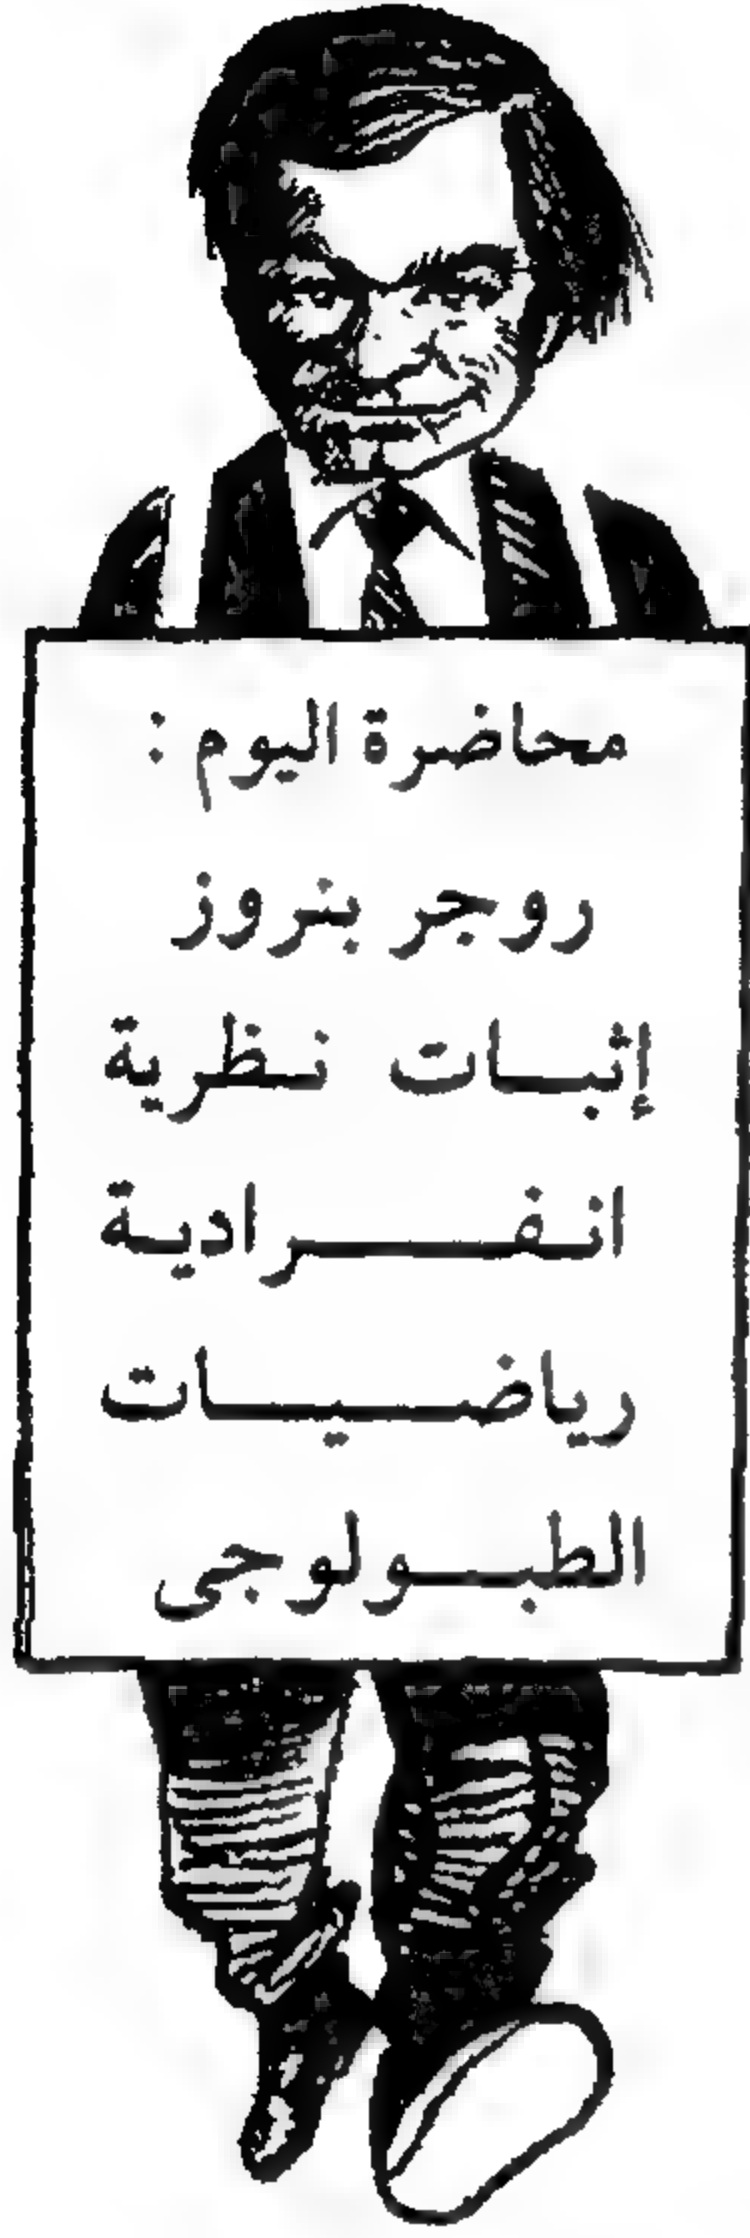 محاضرة اليوم :
روجر بنروز
إثبات نظرية
انفرادية
رياضيات
الطبولوجى